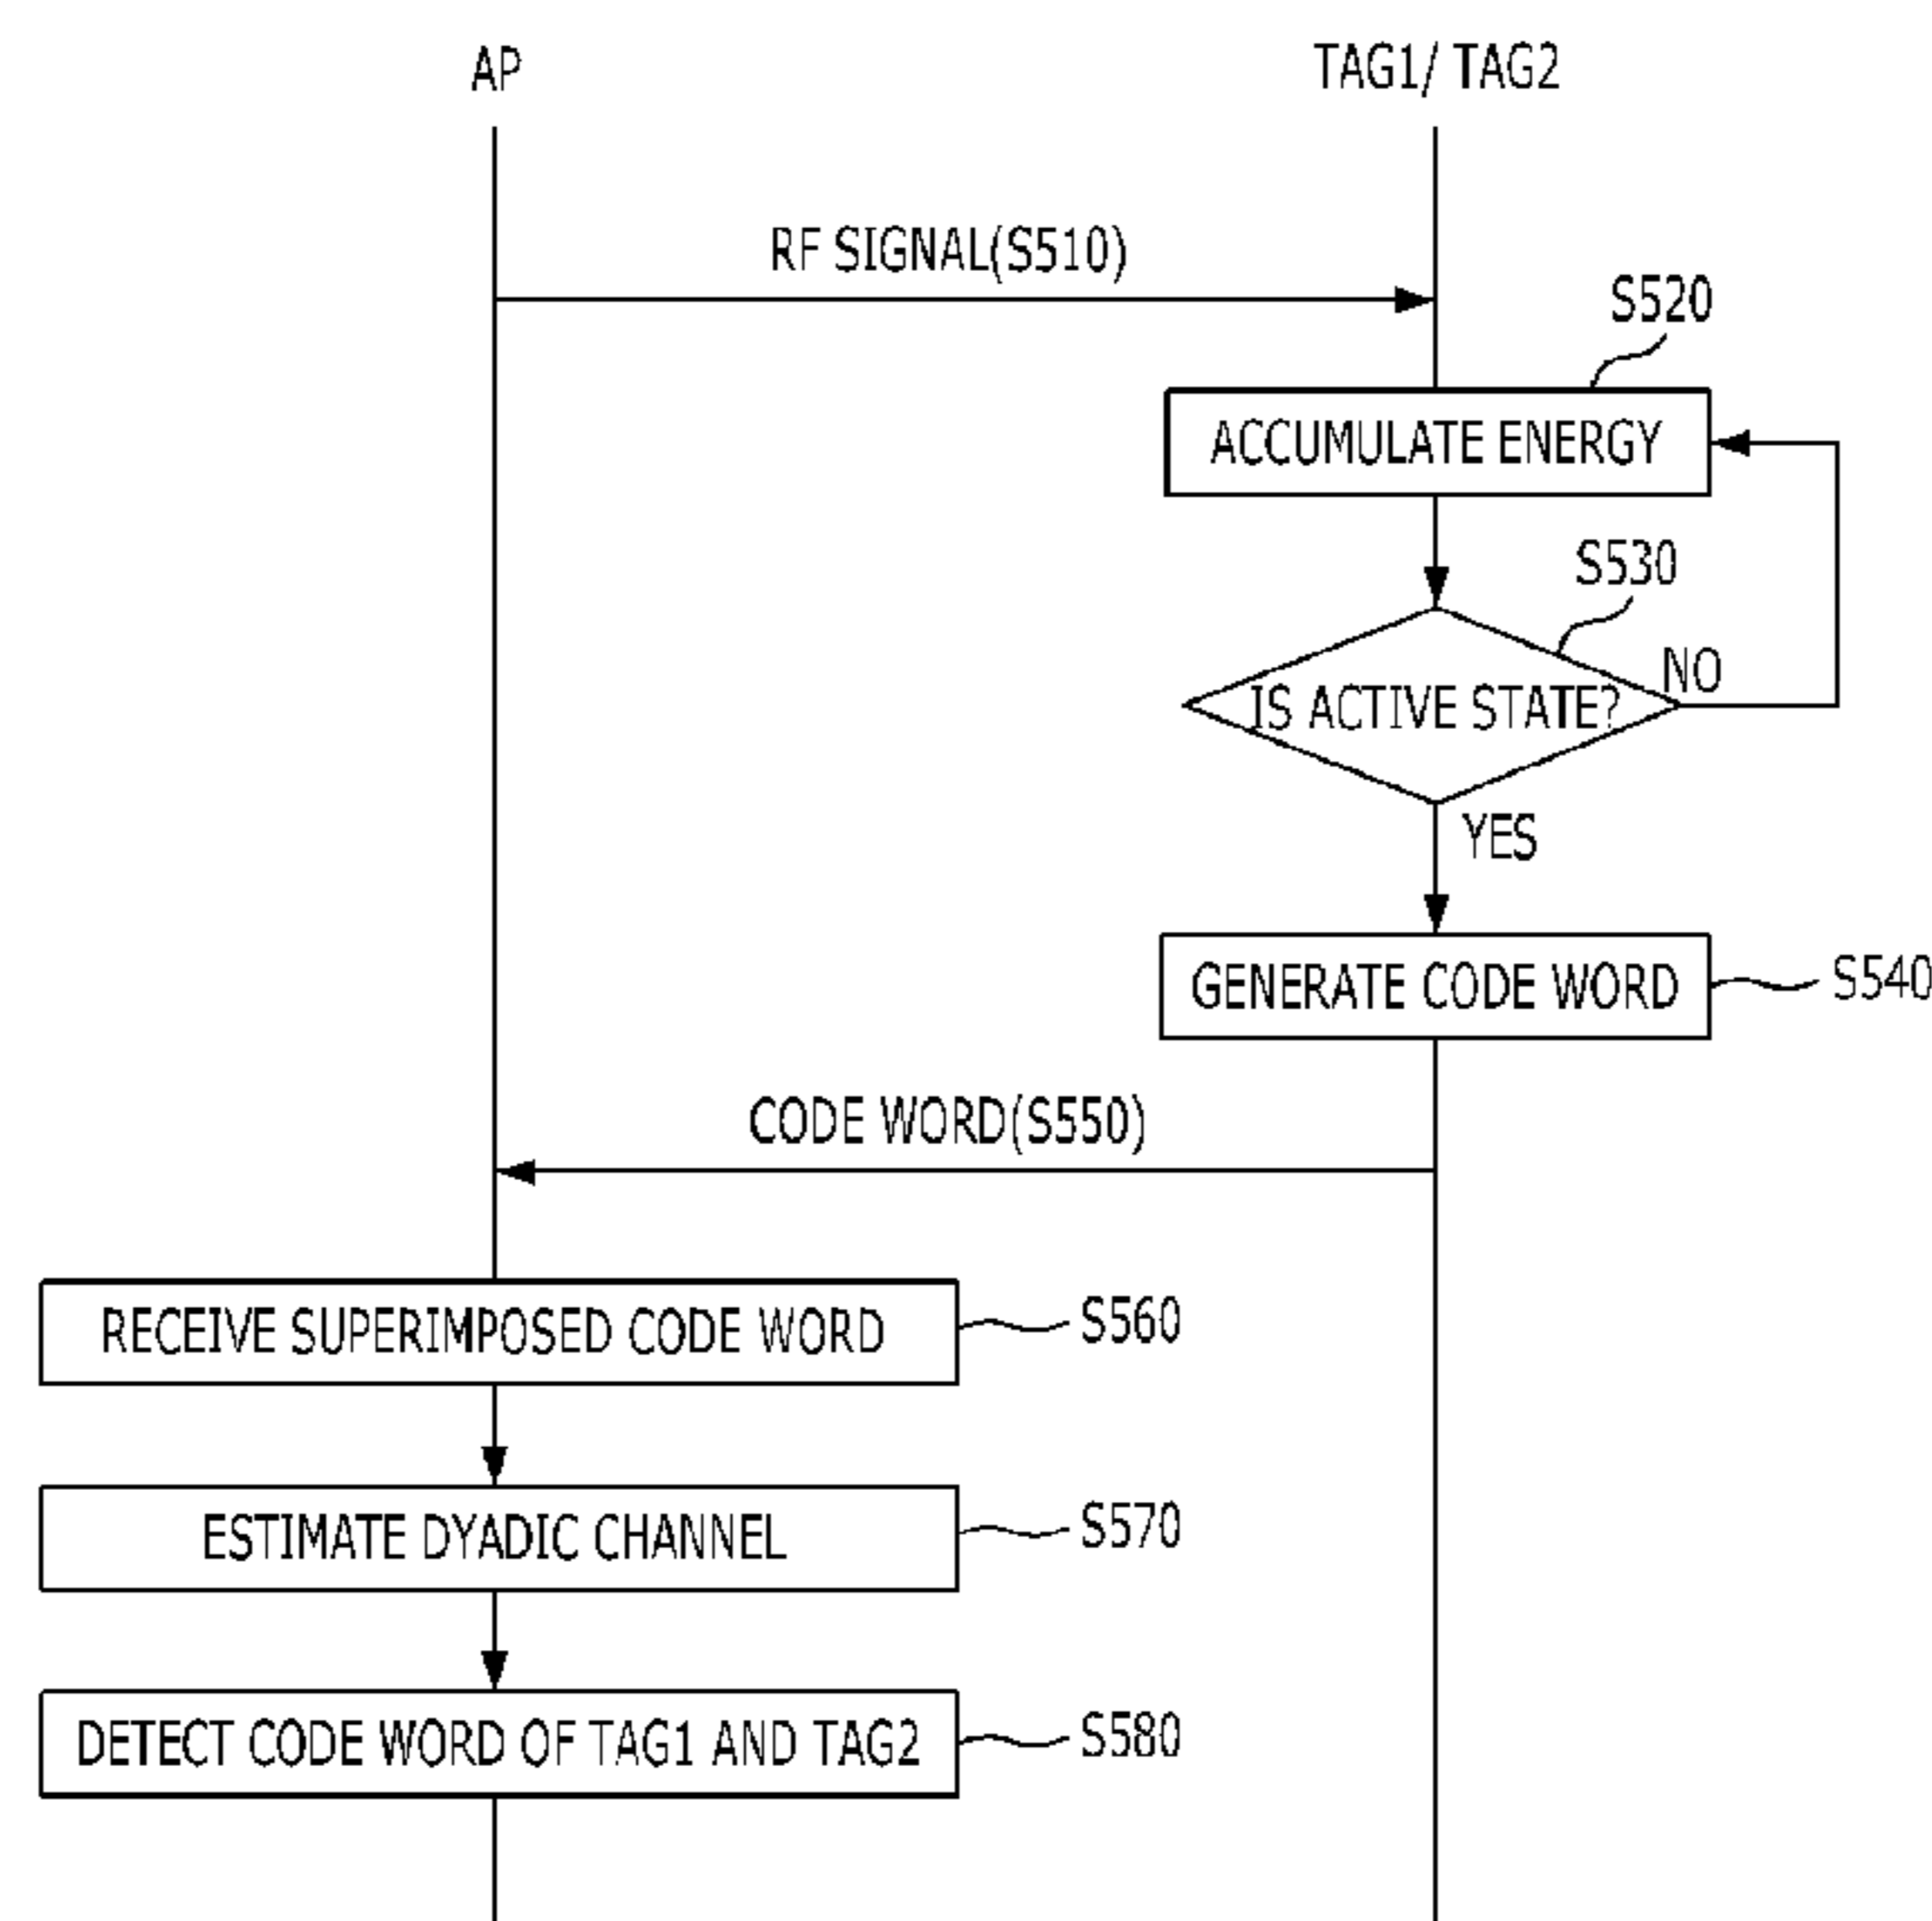 AP
TAG1/ TAG2
RF SIGNAL(S510)
S520
ACCUMULATE ENERGY
S530
NO
IS ACTIVE STATE?
YES
GENERATE CODE WORD
S540
CODE WORD(S550)
RECEIVE SUPERIMPOSED CODE WORD
S560
ESTIMATE DYADIC CHANNEL
S570
DETECT CODE WORD OF TAG1 AND TAG2
S580